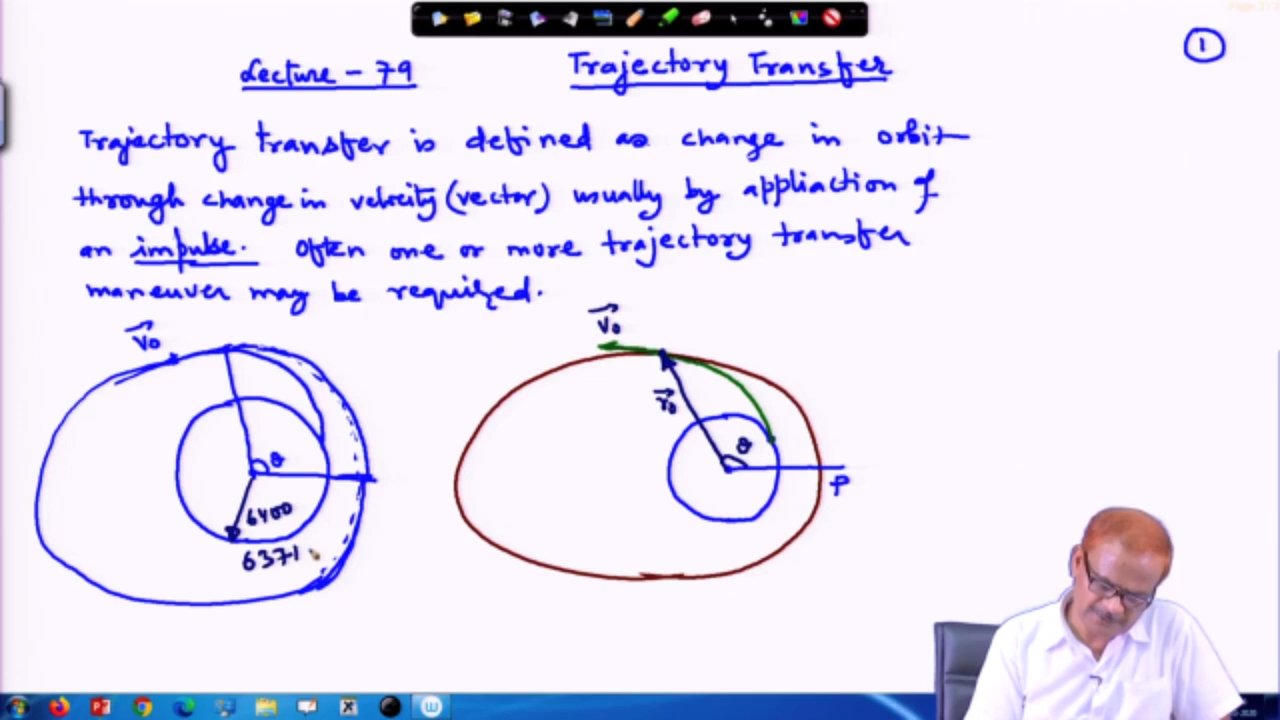 Lecture - 79 Trajectory Transfer
1
Trajectory transfer is defined as change in orbit
through change in velocity (vector) usually by appliaction of
an impulse. Often one or more trajectory transfer
maneuver may be required.
V0
V0
r0
θ
θ
P
6400
6371